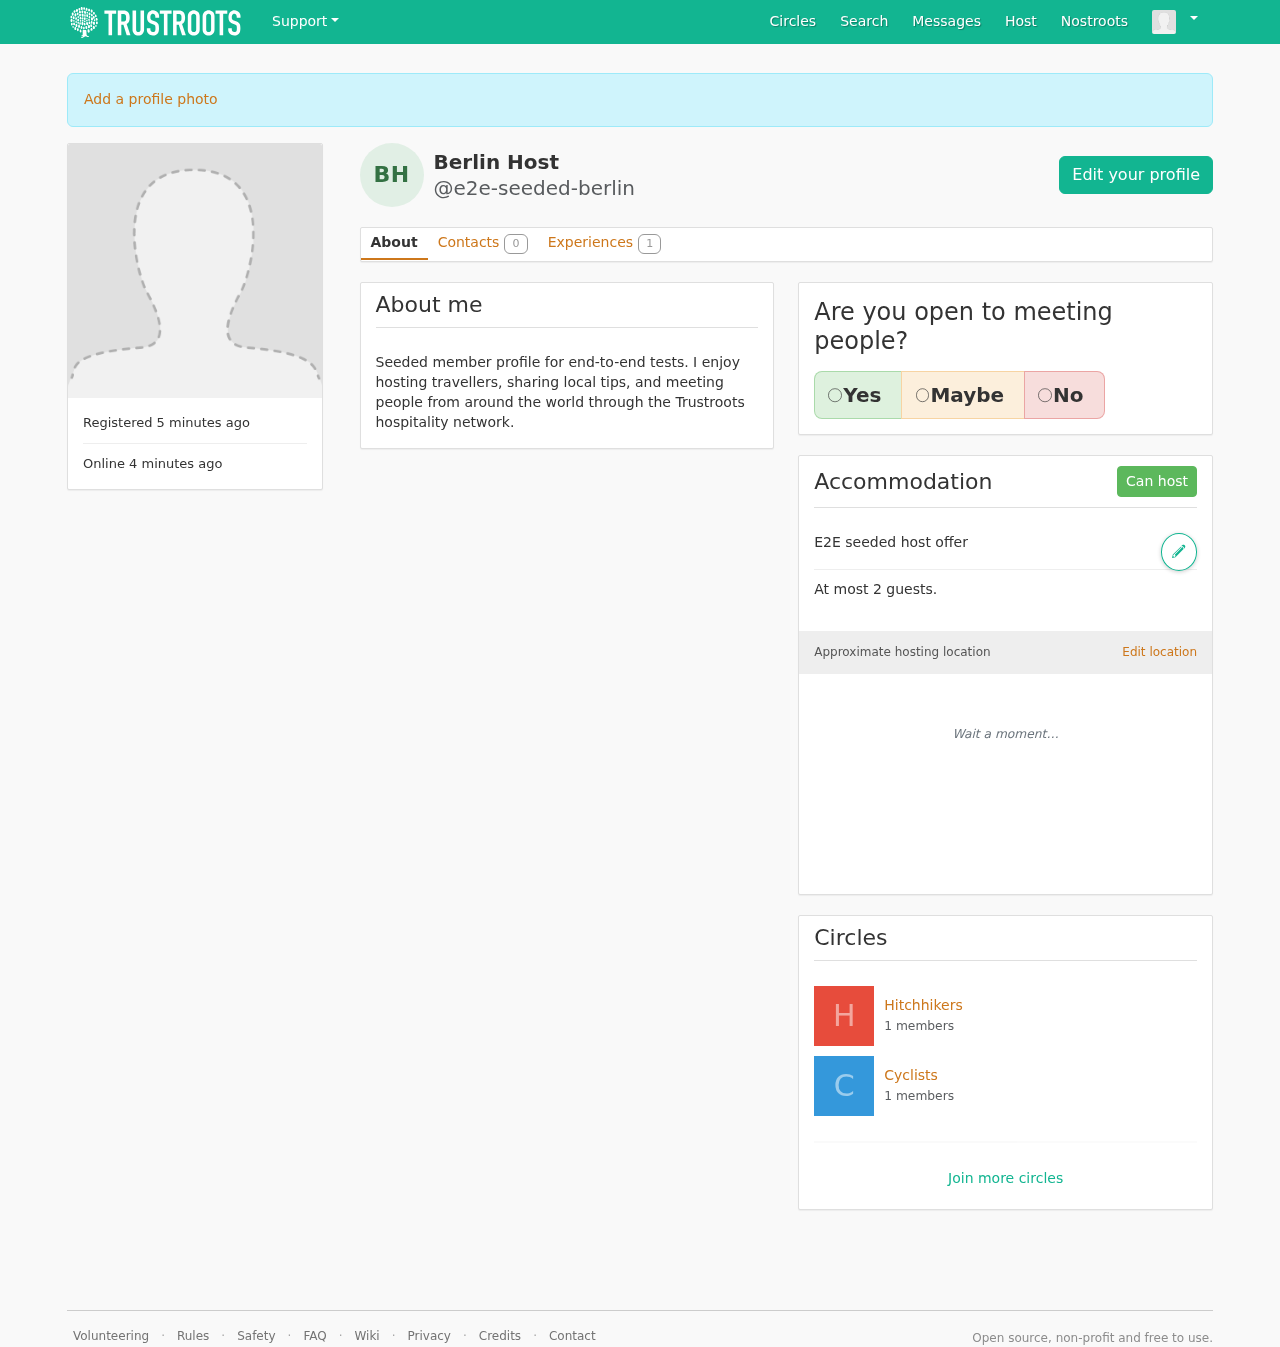 TRUSTROOTS
Support
Circles
Search
Messages
Host
Nostroots
Add a profile photo
BH
Berlin Host
@e2e-seeded-berlin
Edit your profile
About
Contacts 0
Experiences 1
Registered 5 minutes ago
Online 4 minutes ago
About me
Seeded member profile for end-to-end tests. I enjoy
hosting travellers, sharing local tips, and meeting
people from around the world through the Trustroots
hospitality network.
Are you open to meeting
people?
Yes
Maybe
No
Accommodation
Can host
E2E seeded host offer
At most 2 guests.
Approximate hosting location
Edit location
Wait a moment…
Circles
H
Hitchhikers
1 members
C
Cyclists
1 members
Join more circles
Volunteering · Rules · Safety · FAQ · Wiki · Privacy · Credits · Contact
Open source, non-profit and free to use.